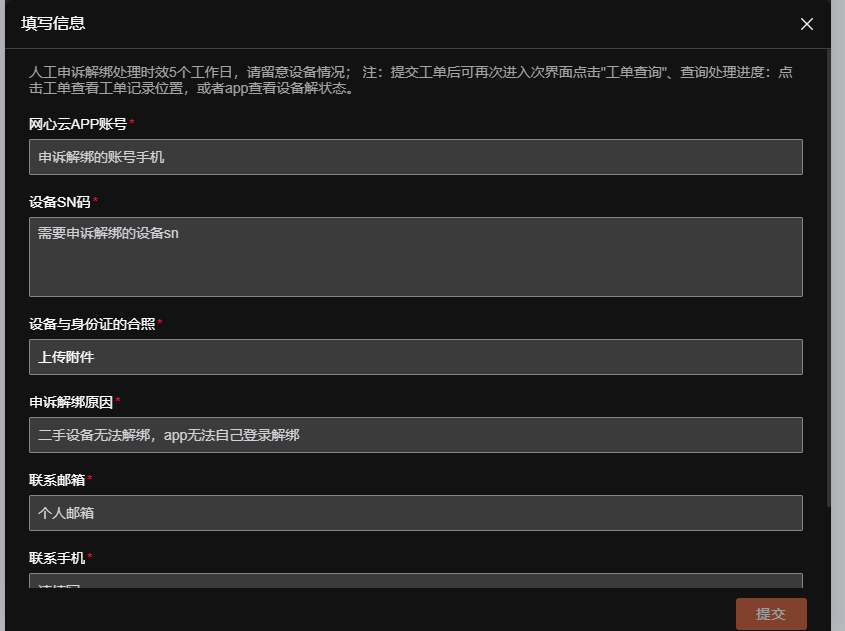 填写信息
人工申诉解绑处理时效5个工作日，请留意设备情况； 注：提交工单后可再次进入次界面点击"工单查询"、查询处理进度：点
击工单查看工单记录位置，或者app查看设备解状态。
网心云APP账号*
申诉解绑的账号手机
设备SN码*
需要申诉解绑的设备sn
设备与身份证的合照*
上传附件
申诉解绑原因*
二手设备无法解绑，app无法自己登录解绑
联系邮箱*
个人邮箱
联系手机*
提交